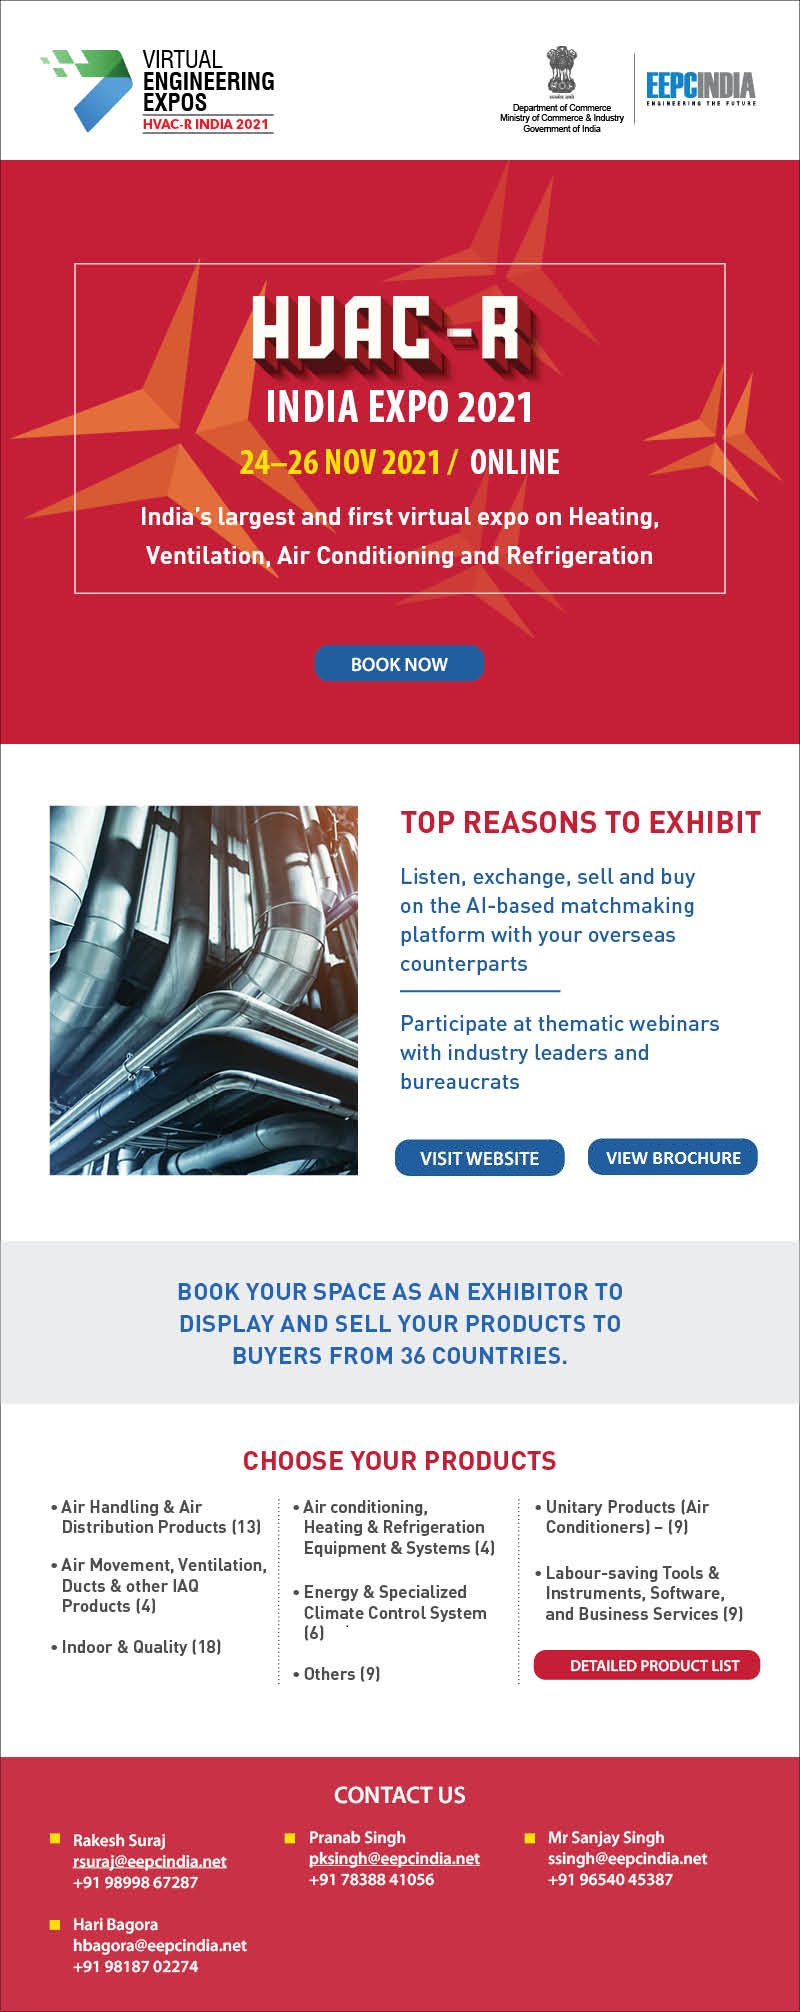 VIRTUAL
ENGINEERING
EXPOS
HVAC-R INDIA 2021
Department of Commerce
Ministry of Commerce & Industry
Government of India
EEPCINDIA
ENGINEERING THE FUTURE
HVAC-R
INDIA EXPO 2021
24–26 NOV 2021 / ONLINE
India's largest and first virtual expo on Heating,
Ventilation, Air Conditioning and Refrigeration
BOOK NOW
TOP REASONS TO EXHIBIT
Listen, exchange, sell and buy
on the AI-based matchmaking
platform with your overseas
counterparts
Participate at thematic webinars
with industry leaders and
bureaucrats
VISIT WEBSITE
VIEW BROCHURE
BOOK YOUR SPACE AS AN EXHIBITOR TO
DISPLAY AND SELL YOUR PRODUCTS TO
BUYERS FROM 36 COUNTRIES.
CHOOSE YOUR PRODUCTS
• Air Handling & Air
Distribution Products (13)
• Air Movement, Ventilation,
Ducts & other IAQ
Products (4)
• Indoor & Quality (18)
• Air conditioning,
Heating & Refrigeration
Equipment & Systems (4)
• Energy & Specialized
Climate Control System
(6)
• Others (9)
• Unitary Products (Air
Conditioners) – (9)
• Labour-saving Tools &
Instruments, Software,
and Business Services (9)
DETAILED PRODUCT LIST
CONTACT US
Rakesh Suraj
rsuraj@eepcindia.net
+91 98998 67287
Pranab Singh
pksingh@eepcindia.net
+91 78388 41056
Mr Sanjay Singh
ssingh@eepcindia.net
+91 96540 45387
Hari Bagora
hbagora@eepcindia.net
+91 98187 02274